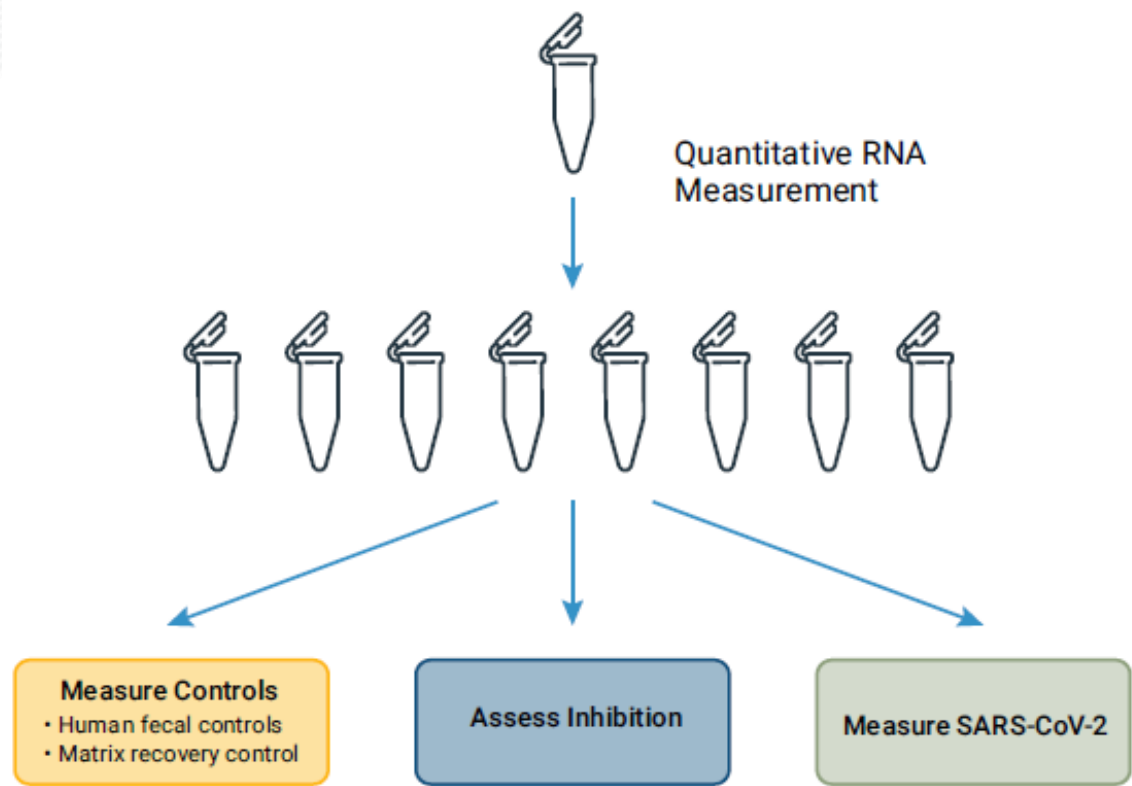 Quantitative RNA
Measurement
Measure Controls
• Human fecal controls
• Matrix recovery control
Assess Inhibition
Measure SARS-CoV-2